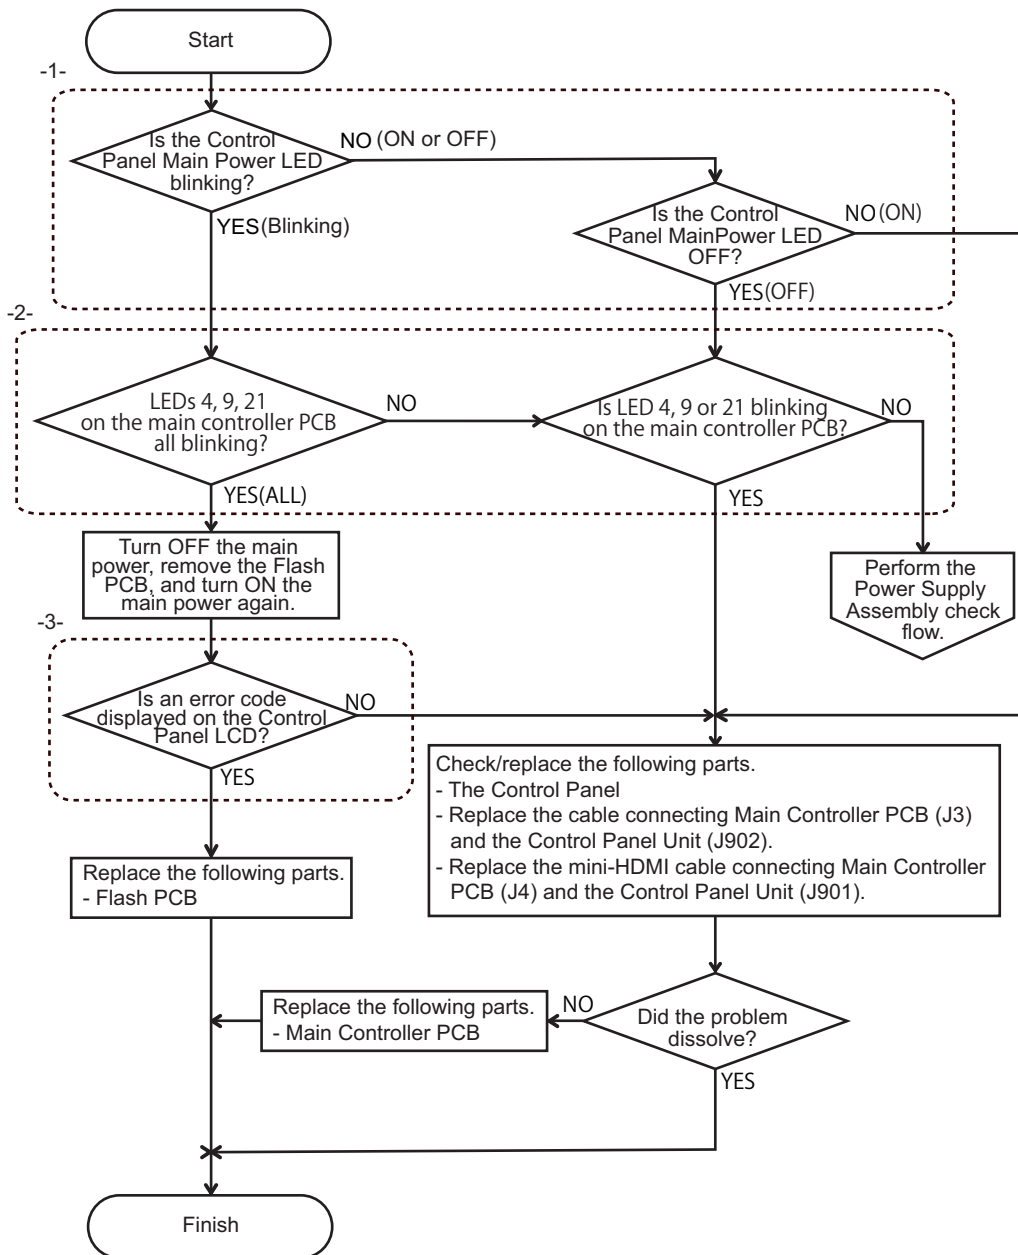 Start
-1-
Is the Control
Panel Main Power LED
blinking?
NO (ON or OFF)
YES(Blinking)
Is the Control
Panel MainPower LED
OFF?
NO(ON)
YES(OFF)
-2-
LEDs 4, 9, 21
on the main controller PCB
all blinking?
NO
YES(ALL)
Is LED 4, 9 or 21 blinking
on the main controller PCB?
NO
YES
Turn OFF the main
power, remove the Flash
PCB, and turn ON the
main power again.
Perform the
Power Supply
Assembly check
flow.
-3-
Is an error code
displayed on the Control
Panel LCD?
NO
YES
Check/replace the following parts.
- The Control Panel
- Replace the cable connecting Main Controller PCB (J3)
and the Control Panel Unit (J902).
- Replace the mini-HDMI cable connecting Main Controller
PCB (J4) and the Control Panel Unit (J901).
Replace the following parts.
- Flash PCB
Replace the following parts.
- Main Controller PCB
NO
Did the problem
dissolve?
YES
Finish